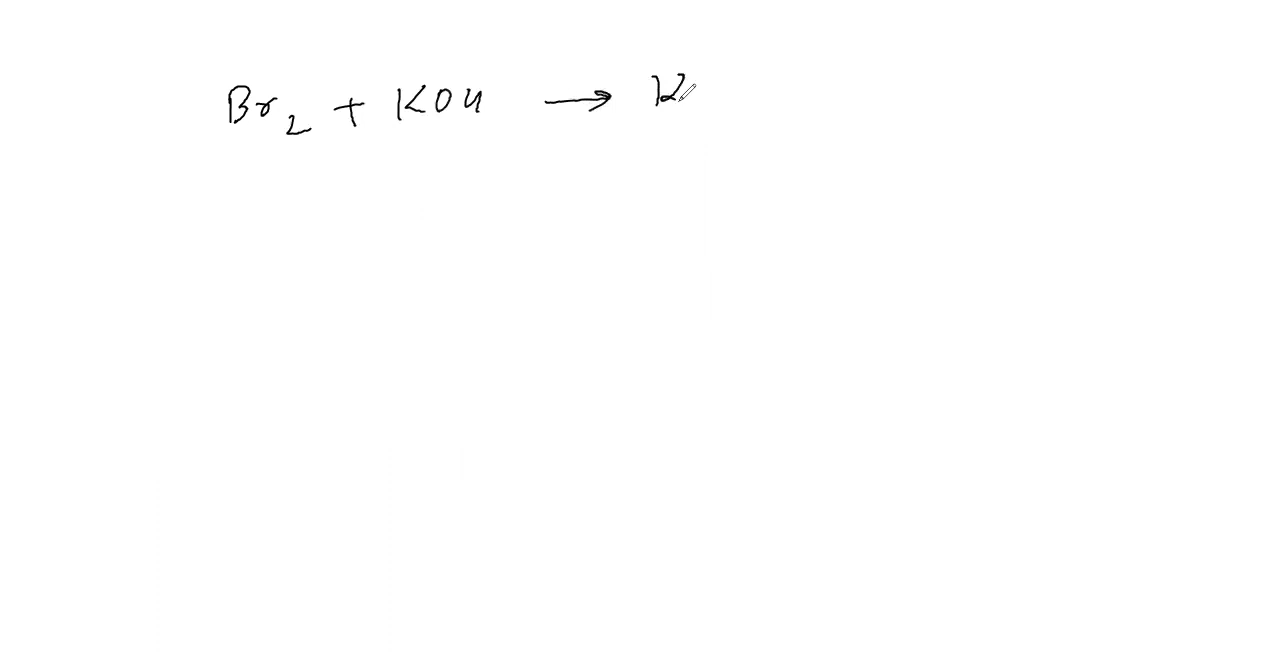 Br₂ + KOH → K